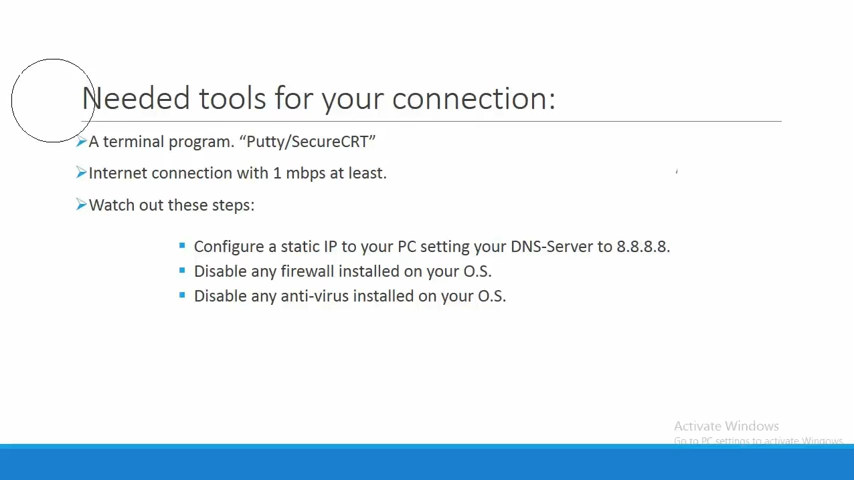 Needed tools for your connection:
A terminal program. “Putty/SecureCRT”
Internet connection with 1 mbps at least.
Watch out these steps:
Configure a static IP to your PC setting your DNS-Server to 8.8.8.8.
Disable any firewall installed on your O.S.
Disable any anti-virus installed on your O.S.
Activate Windows
Go to PC settings to activate Windows.